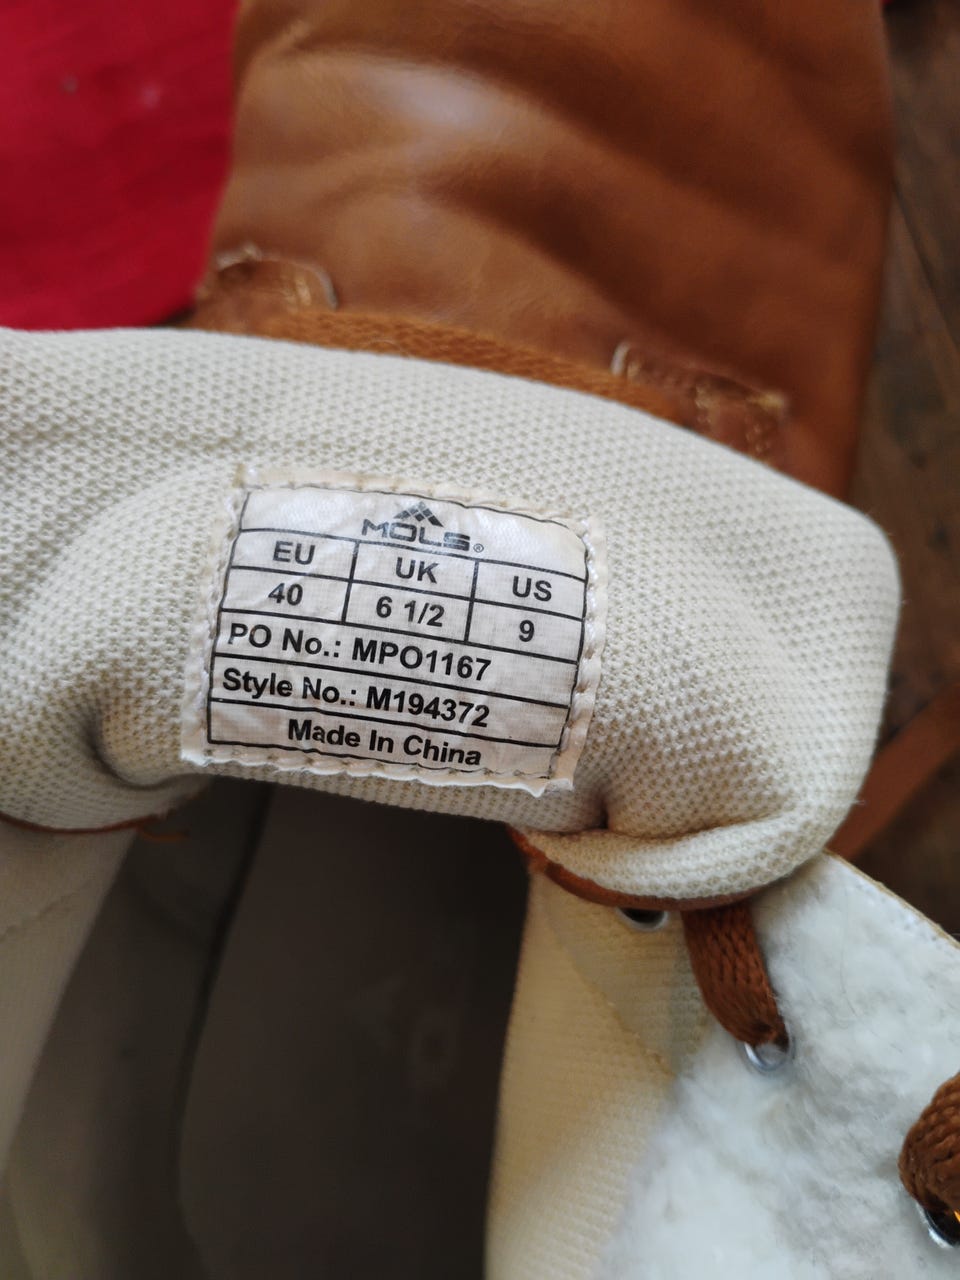 MOLS®
EU UK US
40 6 1/2 9
PO No.: MPO1167
Style No.: M194372
Made In China